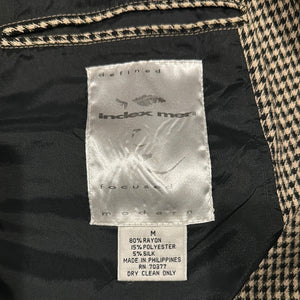 defined
index men
focused
modern
M
80% RAYON
15% POLYESTER
5% SILK
MADE IN PHILIPPINES
RN 70377
DRY CLEAN ONLY